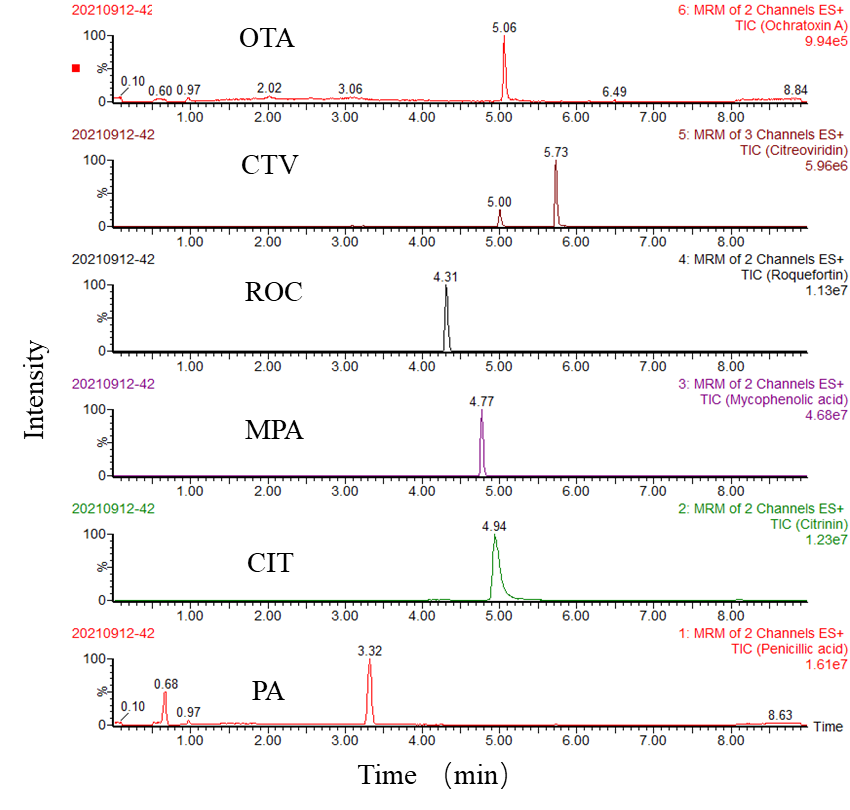 20210912-42
6: MRM of 2 Channels ES+
TIC (Ochratoxin A)
9.94e5
OTA
100
%
0
0.10
0.60
0.97
2.02
3.06
5.06
6.49
8.84
1.00 2.00 3.00 4.00 5.00 6.00 7.00 8.00
20210912-42
5: MRM of 3 Channels ES+
TIC (Citreoviridin)
5.96e6
CTV
100
%
0
5.00
5.73
1.00 2.00 3.00 4.00 5.00 6.00 7.00 8.00
20210912-42
4: MRM of 2 Channels ES+
TIC (Roquefortin)
1.13e7
ROC
100
%
0
4.31
1.00 2.00 3.00 4.00 5.00 6.00 7.00 8.00
Intensity
20210912-42
3: MRM of 2 Channels ES+
TIC (Mycophenolic acid)
4.68e7
MPA
100
%
0
4.77
1.00 2.00 3.00 4.00 5.00 6.00 7.00 8.00
20210912-42
2: MRM of 2 Channels ES+
TIC (Citrinin)
1.23e7
CIT
100
%
0
4.94
1.00 2.00 3.00 4.00 5.00 6.00 7.00 8.00
20210912-42
1: MRM of 2 Channels ES+
TIC (Penicillic acid)
1.61e7
PA
100
%
0
0.10
0.68
0.97
3.32
8.63
Time
1.00 2.00 3.00 4.00 5.00 6.00 7.00 8.00
Time （min）